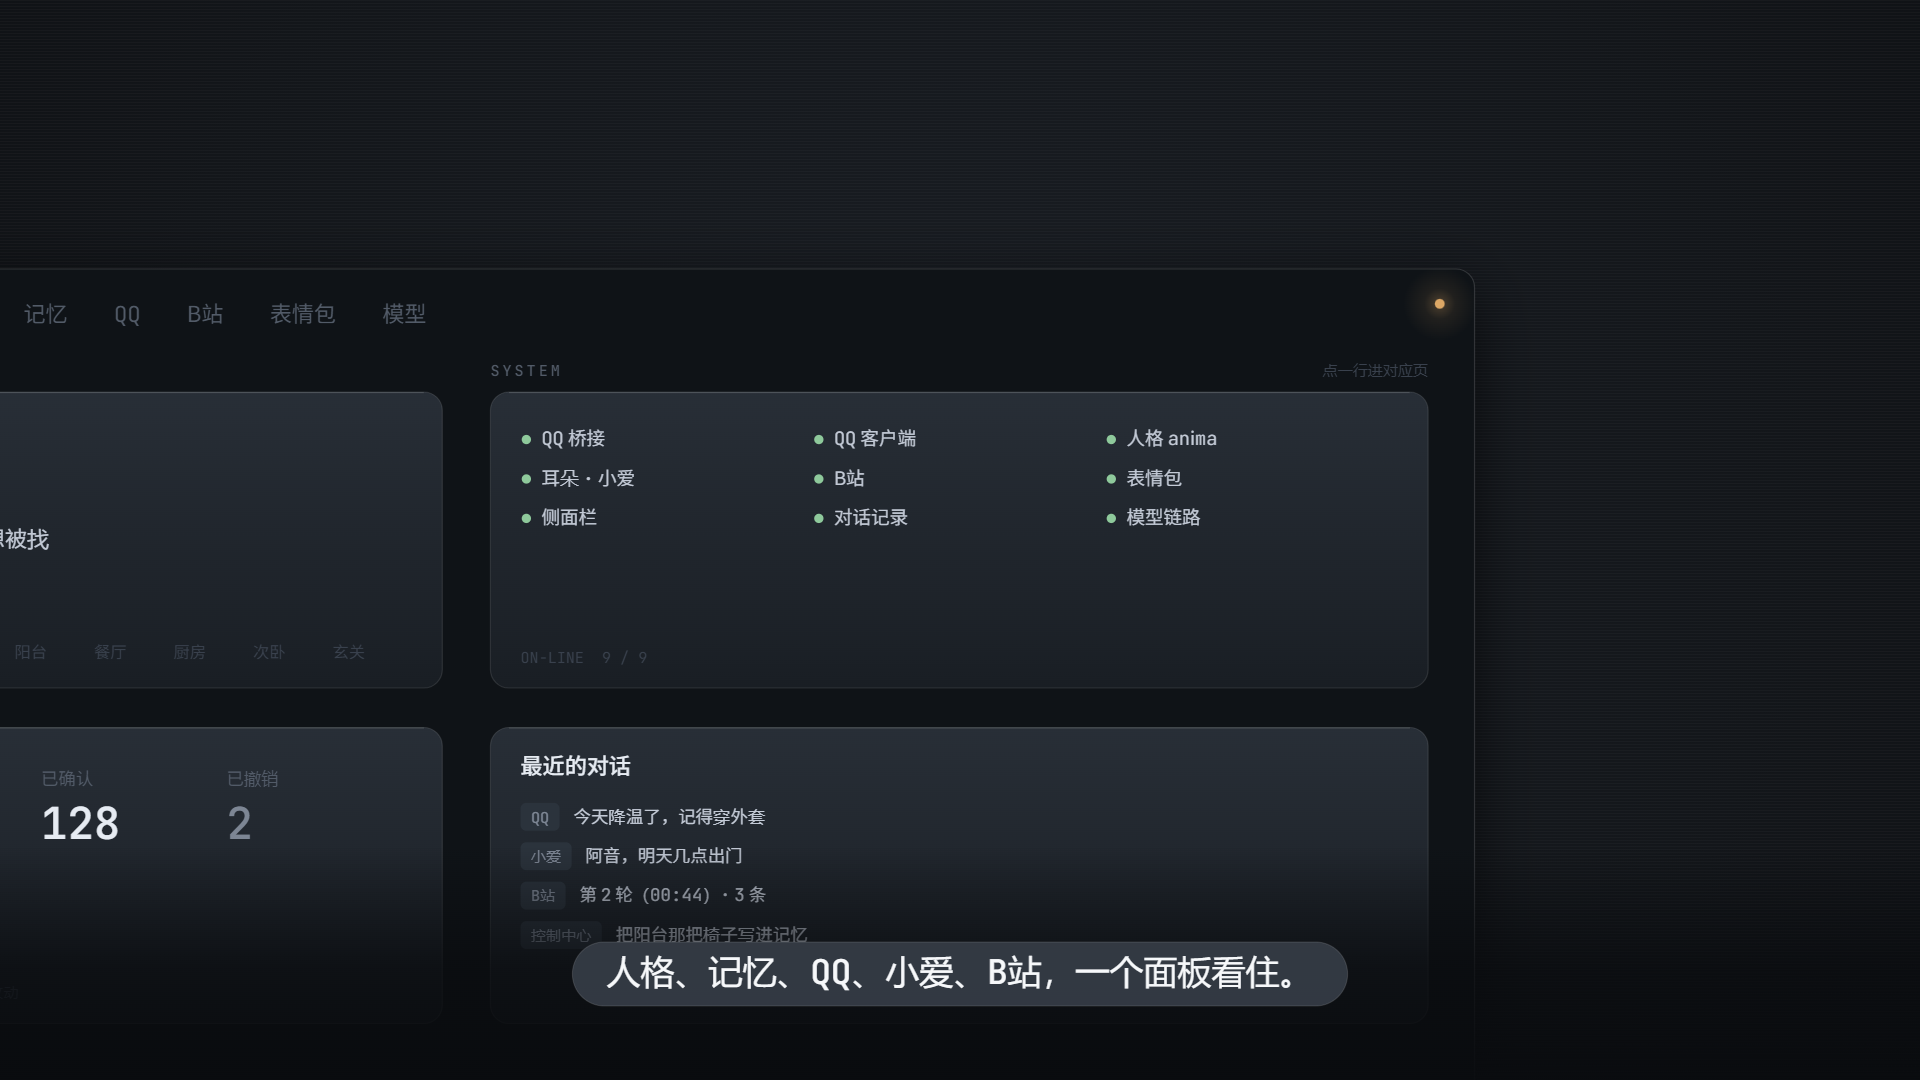 记忆 QQ B站 表情包 模型
SYSTEM 点一行进对应页
QQ 桥接 QQ 客户端 人格 anima
耳朵·小爱 B站 表情包
侧面栏 对话记录 模型链路
被找
阳台 餐厅 厨房 次卧 玄关
ON-LINE 9 / 9
已确认 已撤销
128 2
最近的对话
QQ 今天降温了，记得穿外套
小爱 阿音，明天几点出门
B站 第 2 轮（00:44）·3 条
控制中心 把阳台那把椅子写进记忆
人格、记忆、QQ、小爱、B站，一个面板看住。